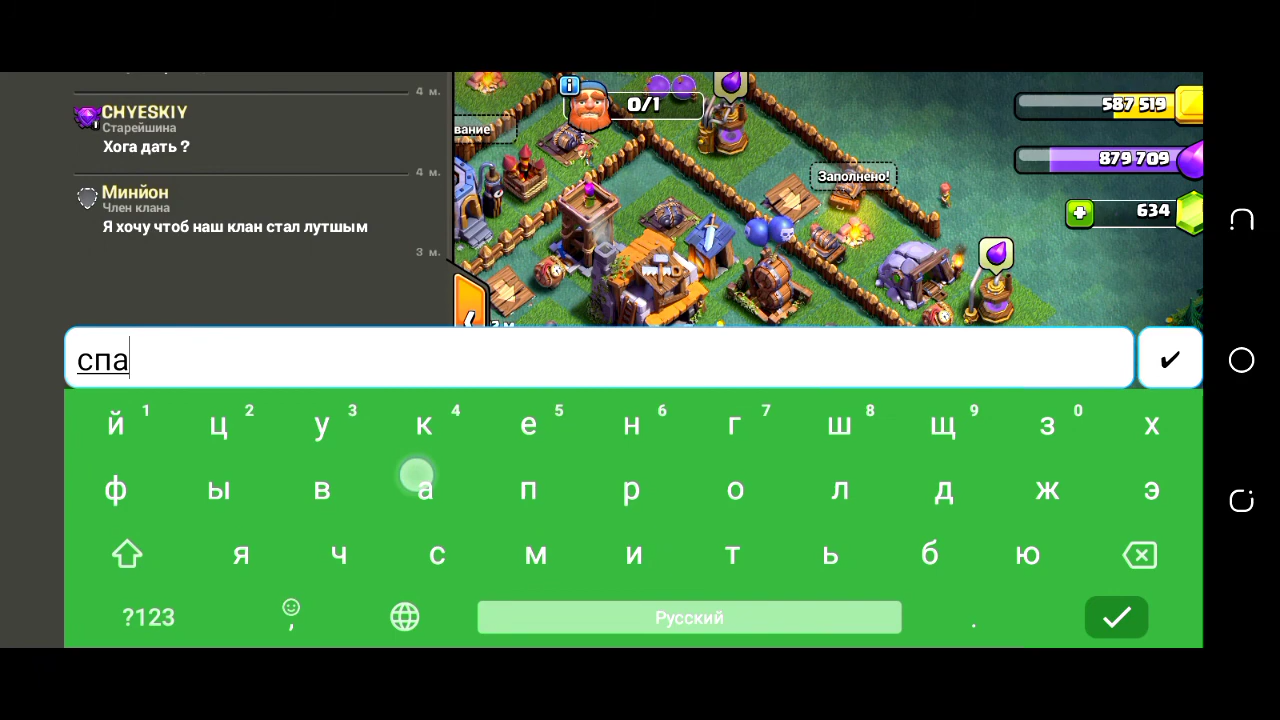 4 м.
CHYESKIY
Старейшина
Хога дать ?
4 м.
Минйон
Член клана
Я хочу чтоб наш клан стал лутшым
3 м.
0/1
вание
Заполнено!
587 519
879 709
634
спа
й 1 ц 2 у 3 к 4 е 5 н 6 г 7 ш 8 щ 9 з 0 х
ф ы в а п р о л д ж э
я ч с м и т ь б ю
?123 , Русский .